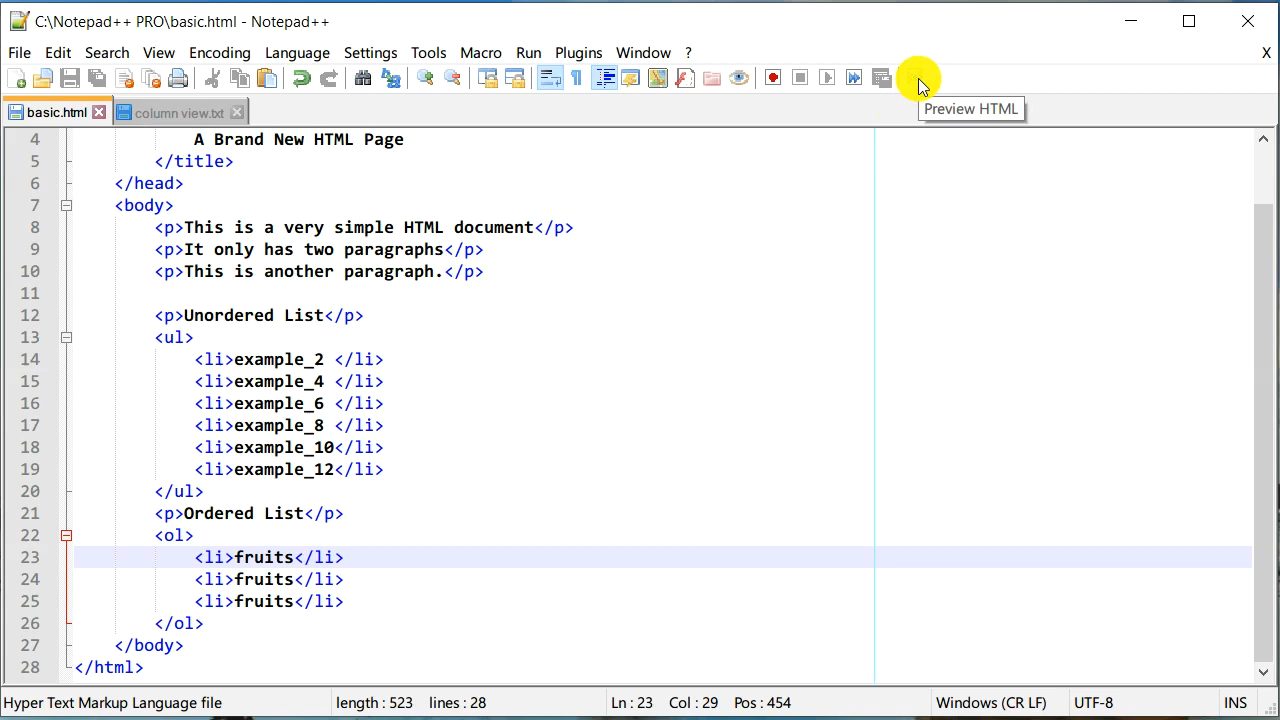 C:\Notepad++ PRO\basic.html - Notepad++
File Edit Search View Encoding Language Settings Tools Macro Run Plugins Window ? X
Preview HTML
basic.html column view.txt
4 A Brand New HTML Page
5 </title>
6 </head>
7 <body>
8 <p>This is a very simple HTML document</p>
9 <p>It only has two paragraphs</p>
10 <p>This is another paragraph.</p>
11
12 <p>Unordered List</p>
13 <ul>
14 <li>example_2 </li>
15 <li>example_4 </li>
16 <li>example_6 </li>
17 <li>example_8 </li>
18 <li>example_10</li>
19 <li>example_12</li>
20 </ul>
21 <p>Ordered List</p>
22 <ol>
23 <li>fruits</li>
24 <li>fruits</li>
25 <li>fruits</li>
26 </ol>
27 </body>
28 </html>
Hyper Text Markup Language file length : 523 lines : 28 Ln : 23 Col : 29 Pos : 454 Windows (CR LF) UTF-8 INS